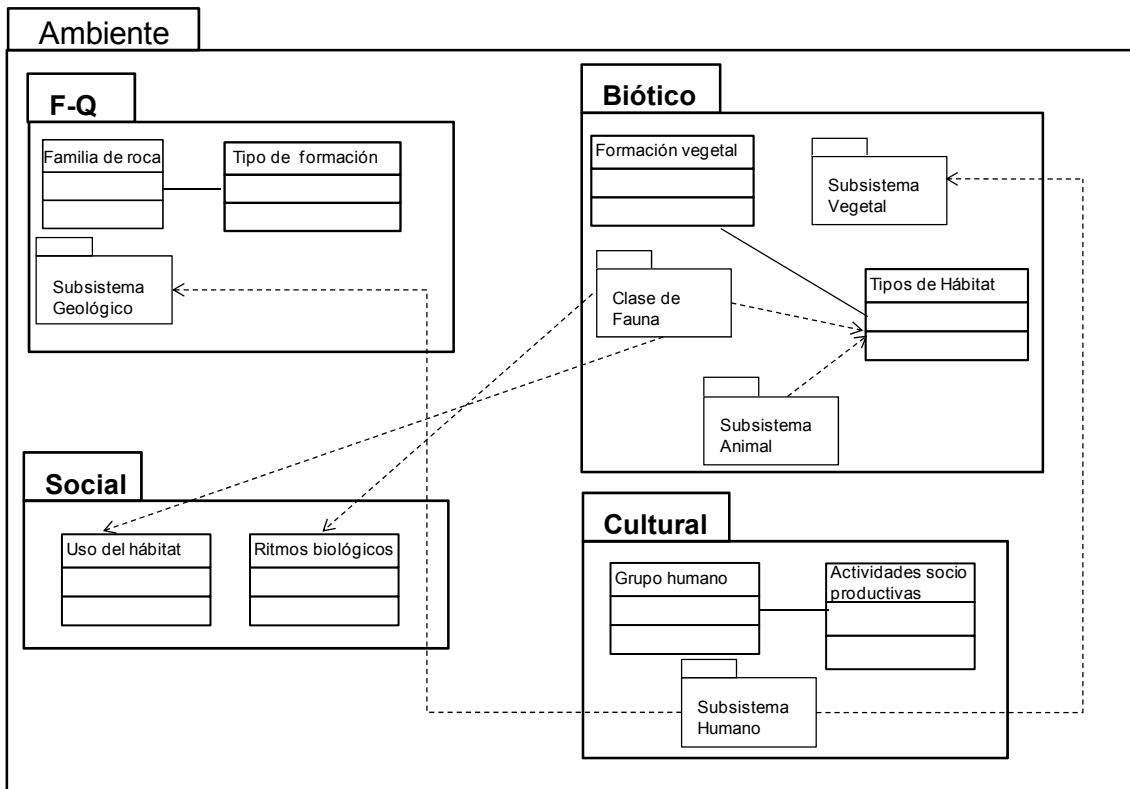 Ambiente
F-Q
Familia de roca
Tipo de formación
Subsistema
Geológico
Biótico
Formación vegetal
Subsistema
Vegetal
Clase de
Fauna
Tipos de Hábitat
Subsistema
Animal
Social
Uso del hábitat
Ritmos biológicos
Cultural
Grupo humano
Actividades socio
productivas
Subsistema
Humano